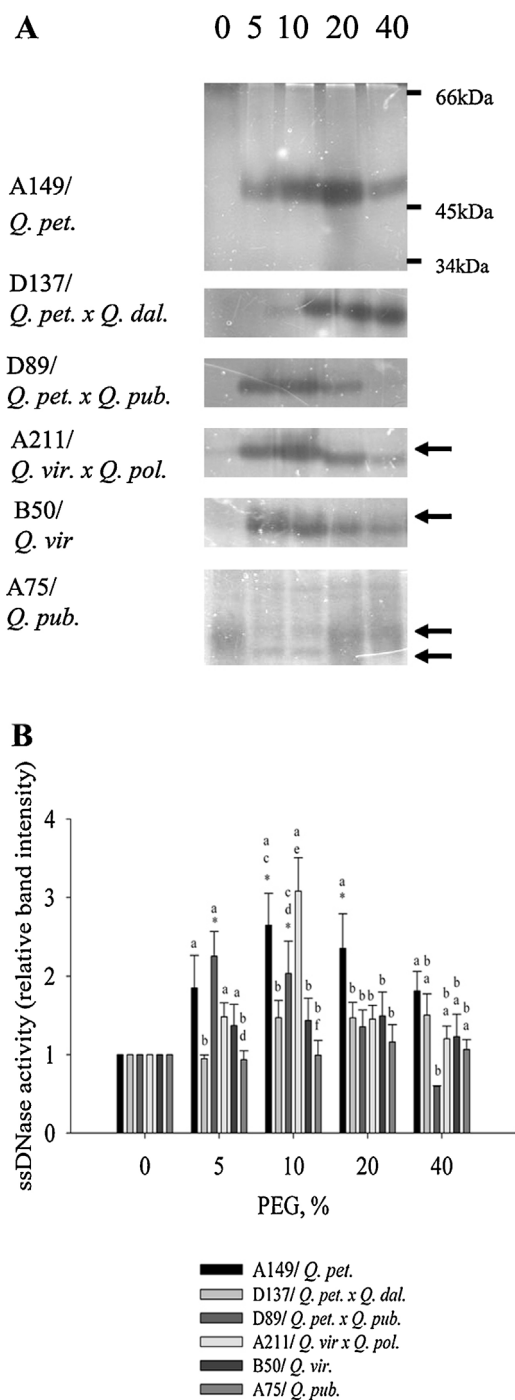 A
0 5 10 20 40
66kDa
A149/
Q. pet.
45kDa
34kDa
D137/
Q. pet. x Q. dal.
D89/
Q. pet. x Q. pub.
A211/
Q. vir. x Q. pol.
B50/
Q. vir
A75/
Q. pub.
B
ssDNase activity (relative band intensity)
4
3
2
1
0
a
b
a
*
a
a
b
d
a
c
*
b
c
d
*
a
e
b
b
f
a
*
b
b
b
b
b
a
b
a
b
b
a
b
a
b
a
0 5 10 20 40
PEG, %
A149/ Q. pet.
D137/ Q. pet. x Q. dal.
D89/ Q. pet. x Q. pub.
A211/ Q. vir x Q. pol.
B50/ Q. vir.
A75/ Q. pub.